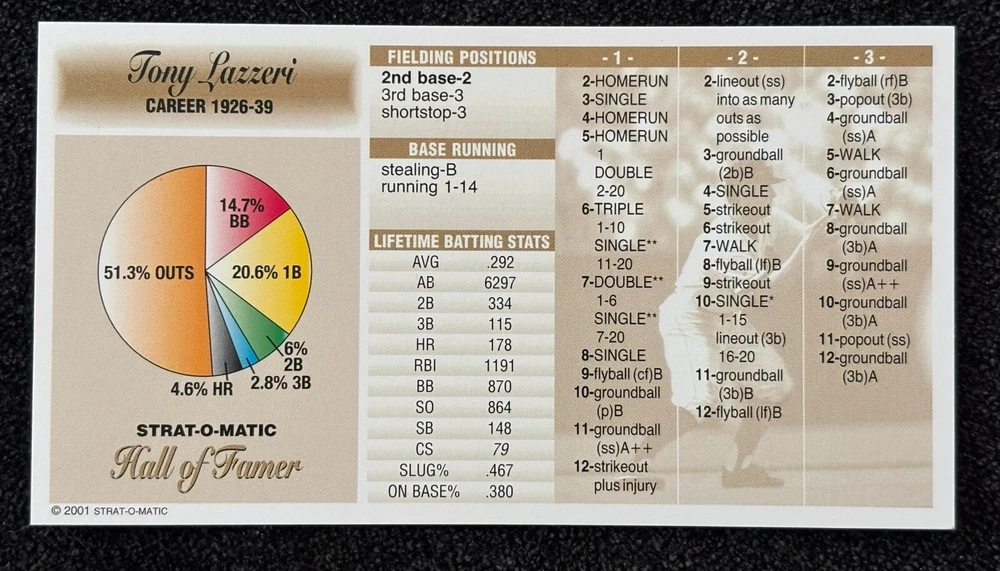 Tony Lazzeri
CAREER 1926-39
14.7%
BB
51.3% OUTS
20.6% 1B
6%
2B
2.8% 3B
4.6% HR
STRAT-O-MATIC
Hall of Famer
© 2001 STRAT-O-MATIC
FIELDING POSITIONS
2nd base-2
3rd base-3
shortstop-3
BASE RUNNING
stealing-B
running 1-14
LIFETIME BATTING STATS
AVG .292
AB 6297
2B 334
3B 115
HR 178
RBI 1191
BB 870
SO 864
SB 148
CS 79
SLUG% .467
ON BASE% .380
- 1 -
2-HOMERUN
3-SINGLE
4-HOMERUN
5-HOMERUN
1
DOUBLE
2-20
6-TRIPLE
1-10
SINGLE**
11-20
7-DOUBLE**
1-6
SINGLE**
7-20
8-SINGLE
9-flyball (cf)B
10-groundball
(p)B
11-groundball
(ss)A++
12-strikeout
plus injury
- 2 -
2-lineout (ss)
into as many
outs as
possible
3-groundball
(2b)B
4-SINGLE
5-strikeout
6-strikeout
7-WALK
8-flyball (lf)B
9-strikeout
10-SINGLE*
1-15
lineout (3b)
16-20
11-groundball
(3b)B
12-flyball (lf)B
- 3 -
2-flyball (rf)B
3-popout (3b)
4-groundball
(ss)A
5-WALK
6-groundball
(ss)A
7-WALK
8-groundball
(3b)A
9-groundball
(ss)A++
10-groundball
(3b)A
11-popout (ss)
12-groundball
(3b)A